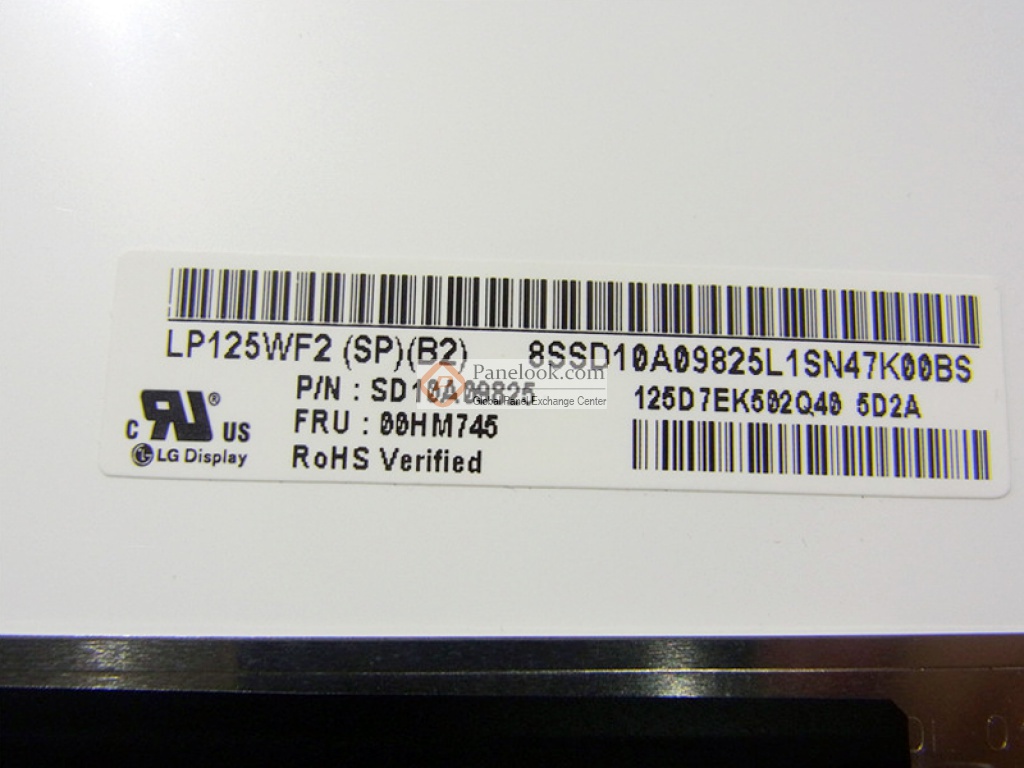 LP125WF2 (SP)(B2) 8SSD10A09825L1SN47K00BS
Panelook.com
Global Panel Exchange Center
P/N : SD10A09825
125D7EK502Q40 5D2A
FRU : 00HM745
RoHS Verified
C RU ® US
LG Display